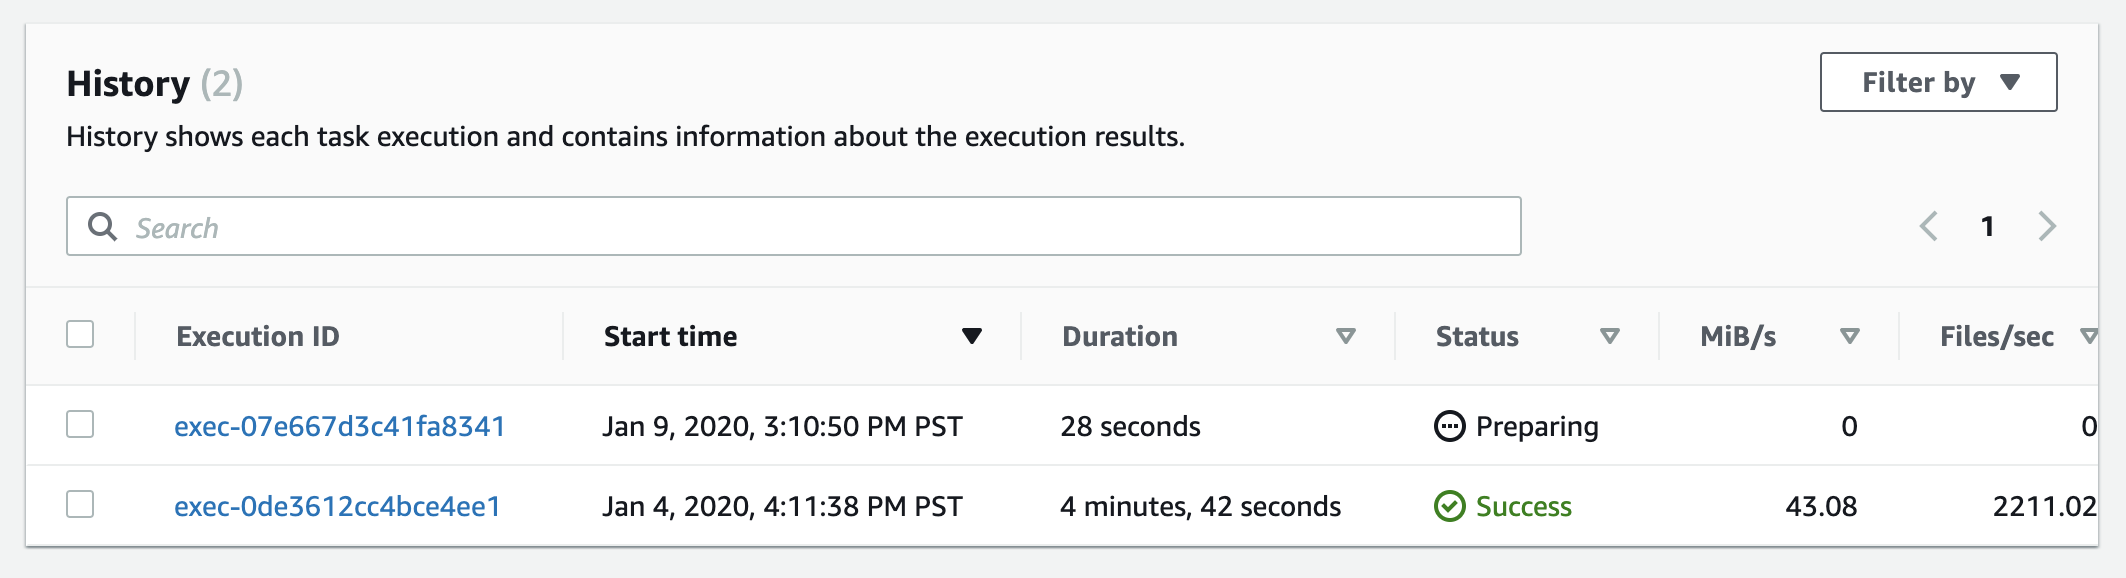 History (2)
Filter by
History shows each task execution and contains information about the execution results.
Search
1
Execution ID Start time Duration Status MiB/s Files/sec
exec-07e667d3c41fa8341 Jan 9, 2020, 3:10:50 PM PST 28 seconds Preparing 0 0
exec-0de3612cc4bce4ee1 Jan 4, 2020, 4:11:38 PM PST 4 minutes, 42 seconds Success 43.08 2211.02